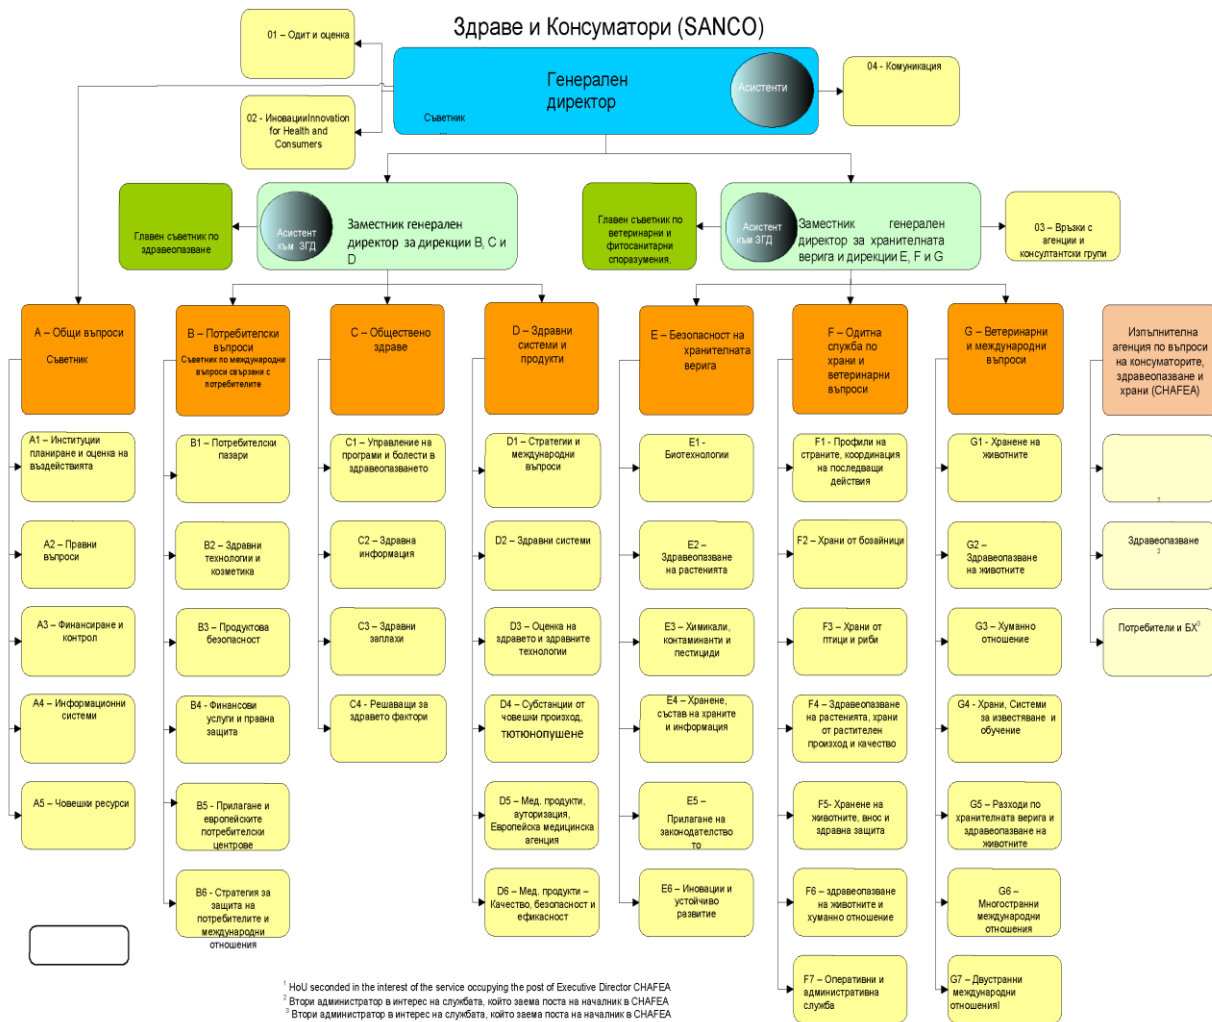 Здраве и Консуматори (SANCO)
01 – Одит и оценка
Генерален
директор
Асистенти
Съветник
...
04 - Комуникация
02 - ИновацииInnovation
for Health and
Consumers
Главен съветник по
здравеопазване
Асистент
към ЗГД
Заместник генерален
директор за дирекции B, C и
D
Главен съветник по
ветеринарни и
фитосанитарни
споразумения.
Асистент
към ЗГД
Заместник генерален
директор за хранителната
верига и дирекции E, F и G
03 – Връзки с
агенции и
консултантски групи
A – Общи въпроси
Съветник
B – Потребителски
въпроси
Съветник по международни
въпроси свързани с
потребителите
C – Обществено
здраве
D – Здравни
системи и
продукти
E – Безопасност на
хранителната
верига
F – Одитна
служба по
храни и
ветеринарни
въпроси
G – Ветеринарни
и международни
въпроси
Изпълнителна
агенция по въпроси
на консуматорите,
здравеопазване и
храни (CHAFEA)
A1 – Институции
планиране и оценка на
въздействията
B1 – Потребителски
пазари
C1 – Управление на
програми и болести в
здравеопазването
D1 – Стратегии и
международни
въпроси
E1 -
Биотехнологии
F1 - Профили на
страните, координация
на последващи
действия
G1 - Хранене на
животните
2
A2 – Правни
въпроси
B2 – Здравни
технологии и
козметика
C2 – Здравна
информация
D2 – Здравни системи
E2 –
Здравеопазване
на растенията
F2 – Храни от бозайници
G2 –
Здравеопазване
на животните
Здравеопазване
2
A3 – Финансиране и
контрол
B3 – Продуктова
безопасност
C3 – Здравни
заплахи
D3 – Оценка на
здравето и здравните
технологии
E3 – Химикали,
контаминанти и
пестициди
F3 – Храни от
птици и риби
G3 – Хуманно
отношение
Потребители и БХ3
A4 – Информационни
системи
B4 - Финансови
услуги и правна
защита
C4 - Решаващи за
здравето фактори
D4 – Субстанции от
човешки произход,
тютюнопушене
E4 – Хранене,
състав на храните
и информация
F4 – Здравеопазване
на растенията, храни
от растителен
произход и качество
G4 - Храни, Системи
за известяване и
обучение
A5 – Човешки ресурси
B5 - Прилагане и
европейските
потребителски
центрове
D5 – Мед. продукти,
ауторизация,
Европейска медицинска
агенция
E5 –
Прилагане на
законодателство
то
F5- Хранене на
животните, внос и
здравна защита
G5 – Разходи по
хранителната верига и
здравеопазване на
животните
B6 - Стратегия за
защита на
потребителите и
международни
отношения
D6 – Мед. продукти –
Качество, безопасност и
ефикасност
E6 – Иновации и
устойчиво
развитие
F6 – здравеопазване
на животните и
хуманно отношение
G6 –
Многостранни
международни
отношения
F7 – Оперативни и
административна
служба
G7 – Двустранни
международни
отношенияl
1 HoU seconded in the interest of the service occupying the post of Executive Director CHAFEA
2 Втори администратор в интерес на службата, който заема поста на началник в CHAFEA
3 Втори администратор в интерес на службата, който заема поста на началник в CHAFEA